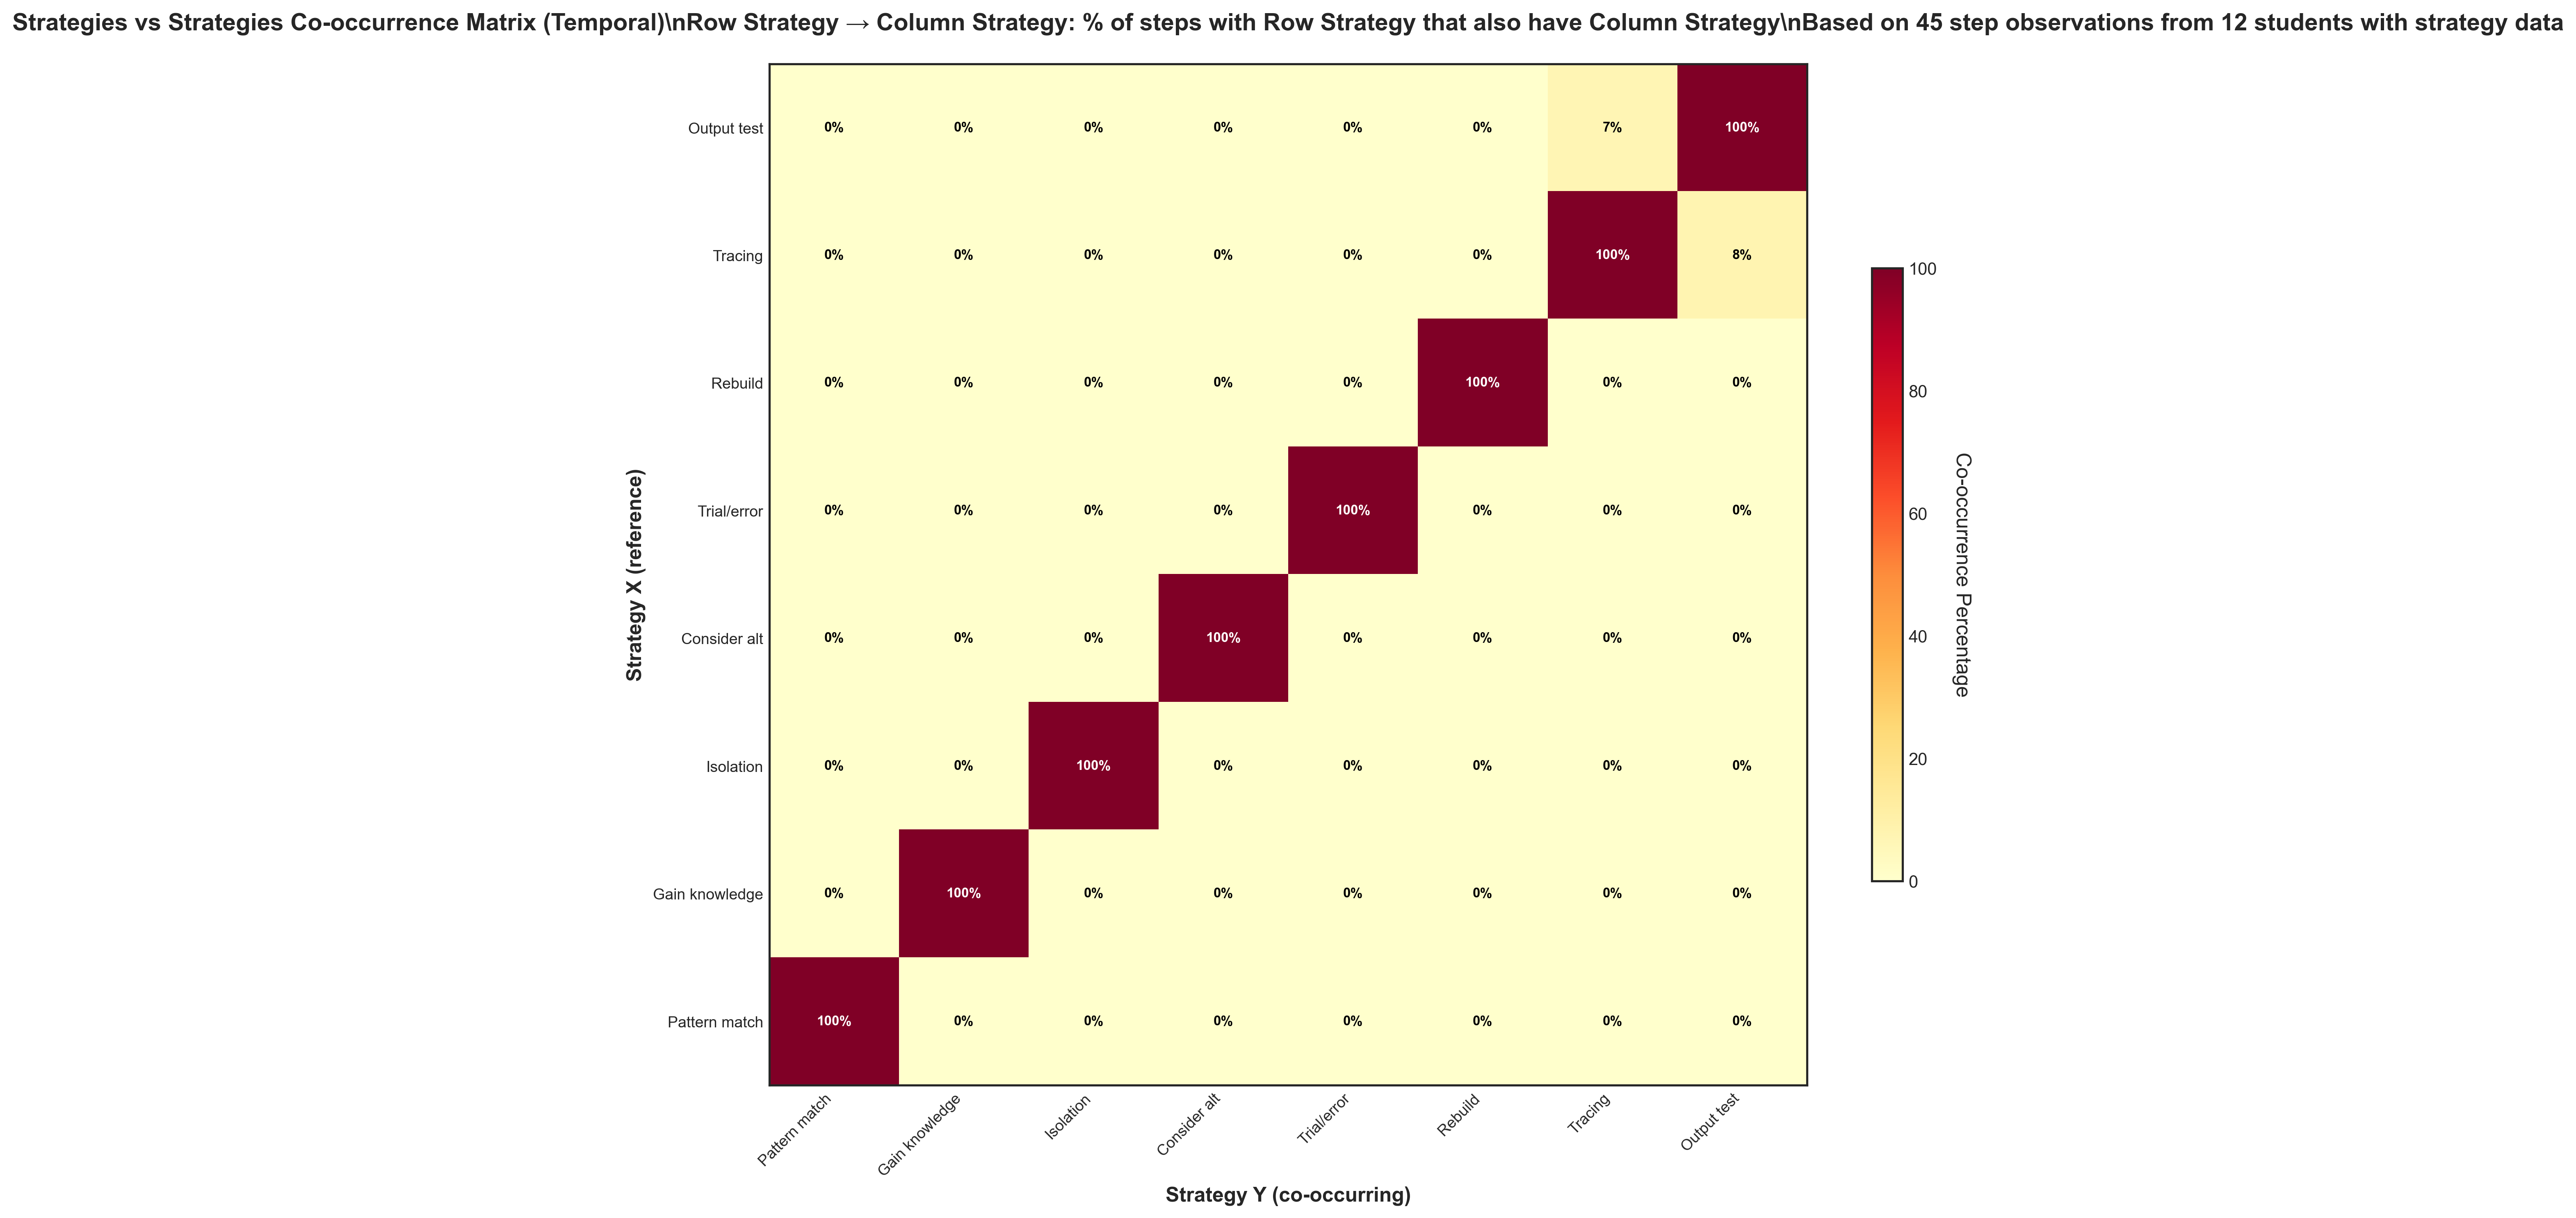 Strategies vs Strategies Co-occurrence Matrix (Temporal)\nRow Strategy → Column Strategy: % of steps with Row Strategy that also have Column Strategy\nBased on 45 step observations from 12 students with strategy data
Output test 0% 0% 0% 0% 0% 0% 7% 100%
Tracing 0% 0% 0% 0% 0% 0% 100% 8%
Rebuild 0% 0% 0% 0% 0% 100% 0% 0%
Trial/error 0% 0% 0% 0% 100% 0% 0% 0%
Consider alt 0% 0% 0% 100% 0% 0% 0% 0%
Isolation 0% 0% 100% 0% 0% 0% 0% 0%
Gain knowledge 0% 100% 0% 0% 0% 0% 0% 0%
Pattern match 100% 0% 0% 0% 0% 0% 0% 0%
Strategy X (reference)
Pattern match Gain knowledge Isolation Consider alt Trial/error Rebuild Tracing Output test
Strategy Y (co-occurring)
100
80
60
40
20
0
Co-occurrence Percentage